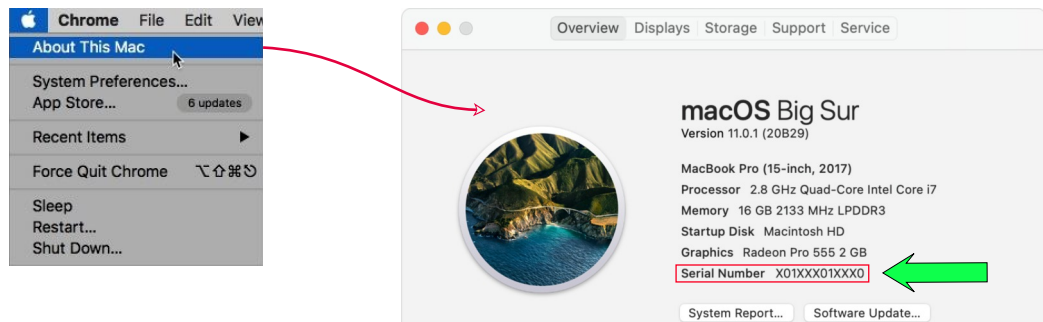 Chrome File Edit View
About This Mac
System Preferences...
App Store... 6 updates
Recent Items
Force Quit Chrome ⌥⇧⌘⎋
Sleep
Restart...
Shut Down...
Overview Displays Storage Support Service
macOS Big Sur
Version 11.0.1 (20B29)
MacBook Pro (15-inch, 2017)
Processor 2.8 GHz Quad-Core Intel Core i7
Memory 16 GB 2133 MHz LPDDR3
Startup Disk Macintosh HD
Graphics Radeon Pro 555 2 GB
Serial Number X01XXX01XXX0
System Report... Software Update...